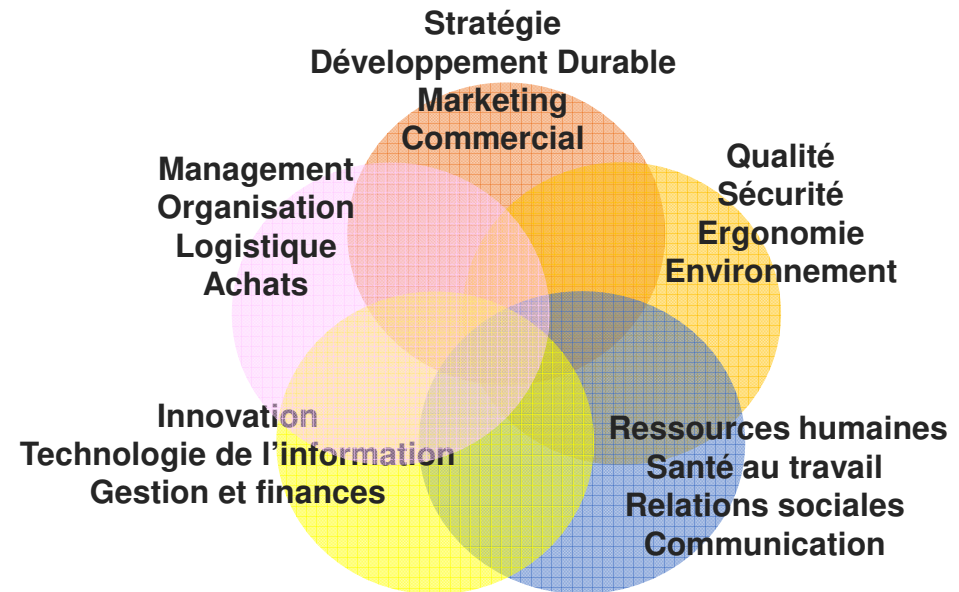 Stratégie
Développement Durable
Marketing
Commercial
Management
Organisation
Logistique
Achats
Qualité
Sécurité
Ergonomie
Environnement
Innovation
Technologie de l'information
Gestion et finances
Ressources humaines
Santé au travail
Relations sociales
Communication